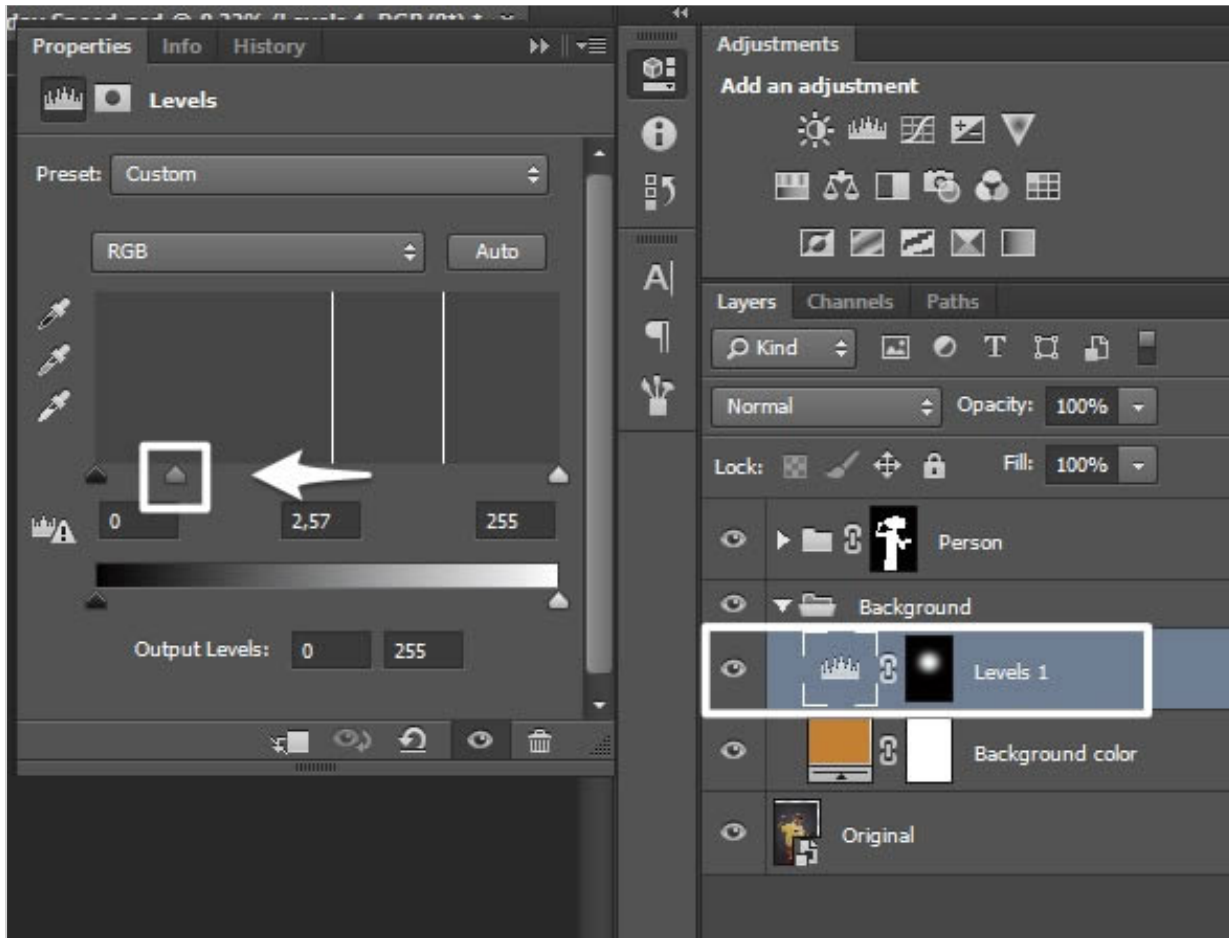 Properties Info History
Levels
Preset: Custom
RGB Auto
0 2,57 255
Output Levels: 0 255
Adjustments
Add an adjustment
A|
Layers Channels Paths
Kind T
Normal Opacity: 100%
Lock: Fill: 100%
Person
Background
Levels 1
Background color
Original